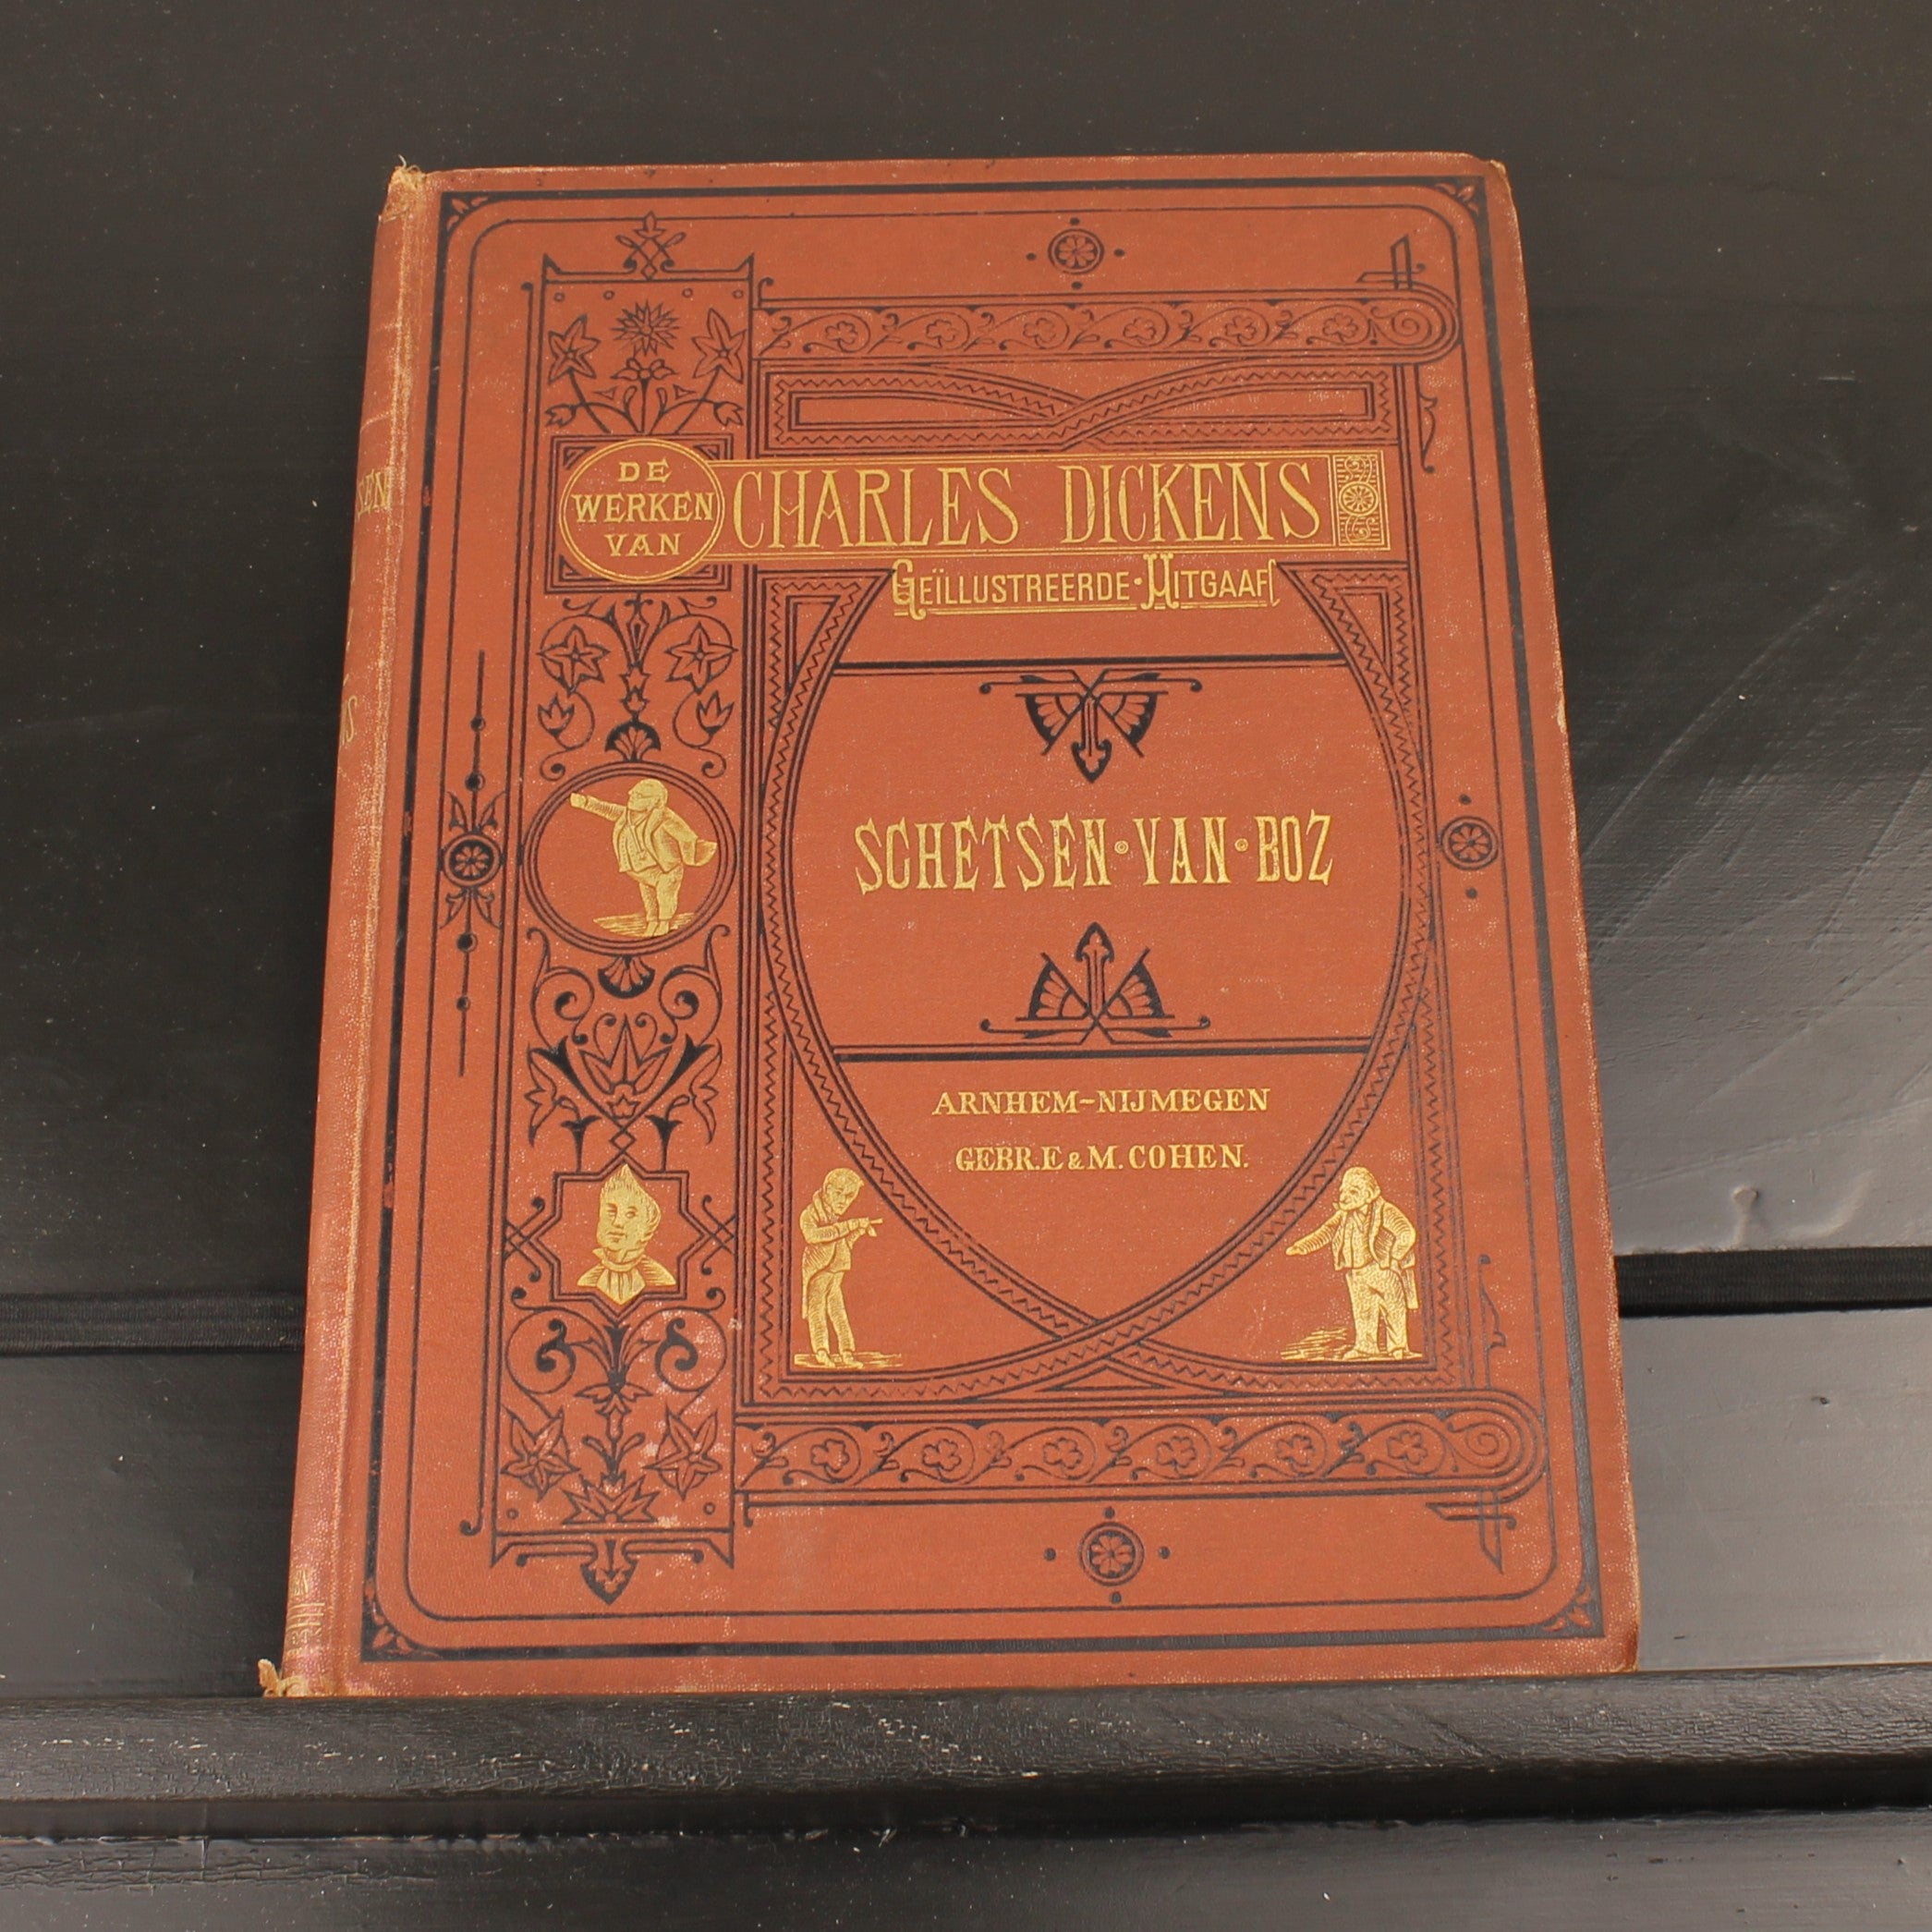 DE
WERKEN
VAN
CHARLES DICKENS
GEÏLLUSTREERDE·UITGAAF
SCHETSEN·VAN·BOZ
ARNHEM-NIJMEGEN
GEBR. E & M. COHEN.